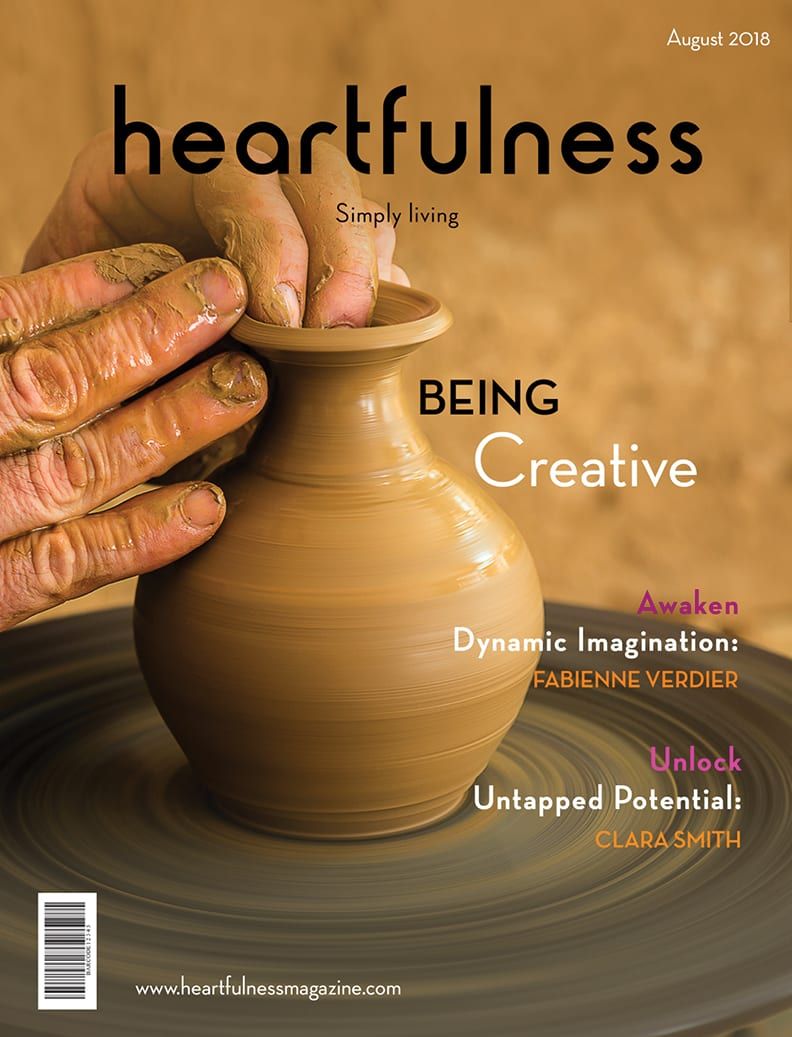 August 2018
heartfulness
Simply living
BEING
Creative
Awaken
Dynamic Imagination:
FABIENNE VERDIER
Unlock
Untapped Potential:
CLARA SMITH
BARCODE12345
www.heartfulnessmagazine.com